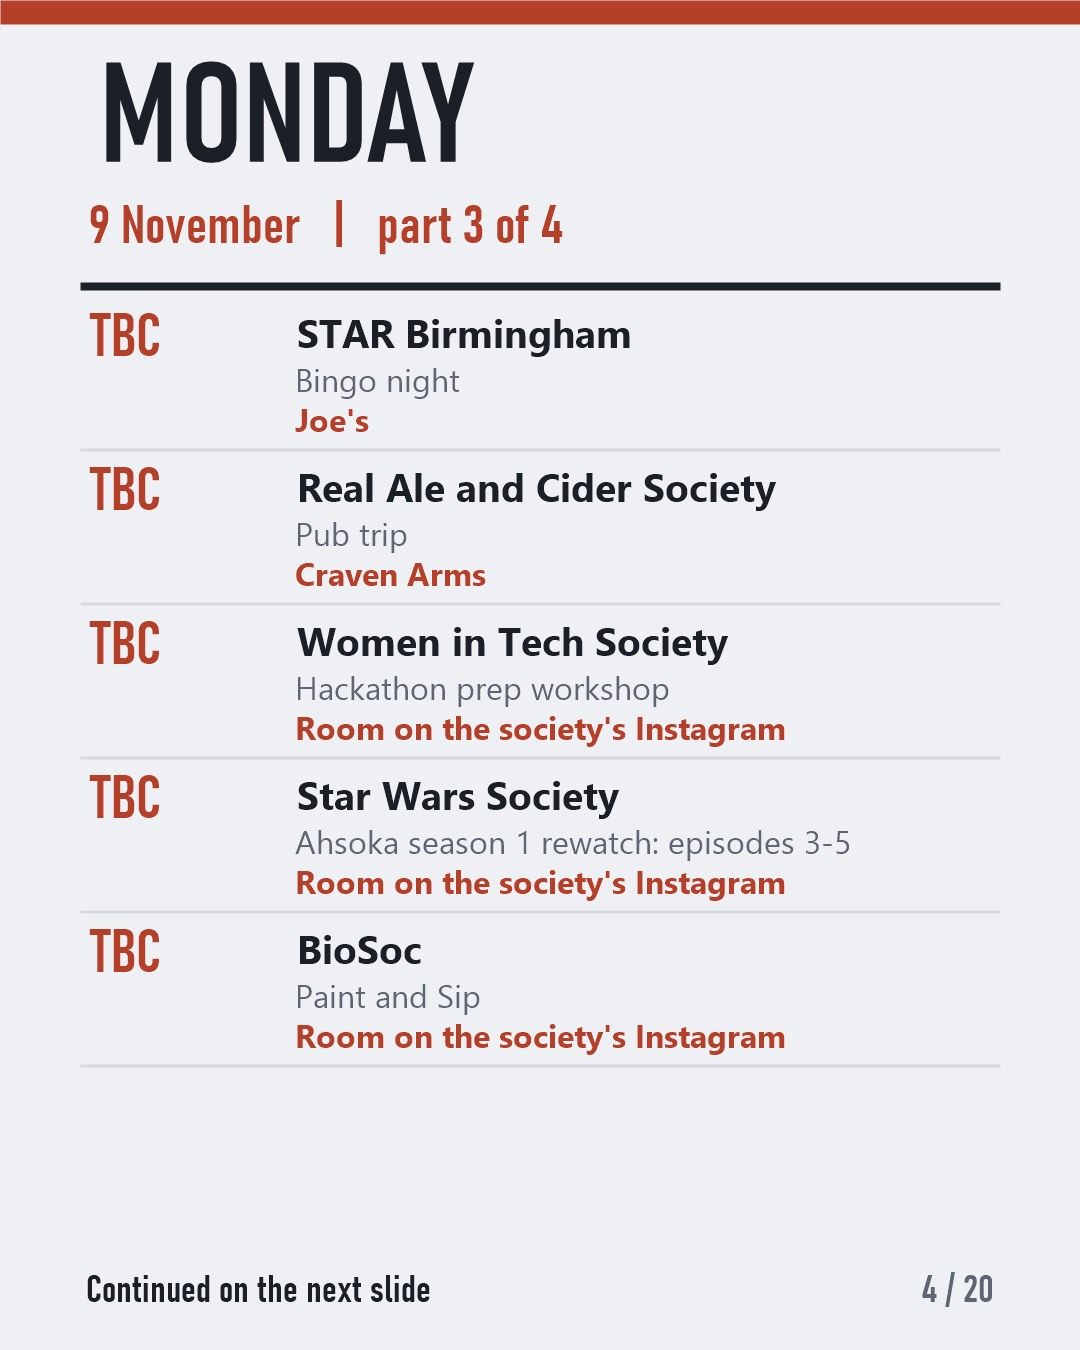 MONDAY
9 November | part 3 of 4
TBC
STAR Birmingham
Bingo night
Joe's
TBC
Real Ale and Cider Society
Pub trip
Craven Arms
TBC
Women in Tech Society
Hackathon prep workshop
Room on the society's Instagram
TBC
Star Wars Society
Ahsoka season 1 rewatch: episodes 3-5
Room on the society's Instagram
TBC
BioSoc
Paint and Sip
Room on the society's Instagram
Continued on the next slide
4 / 20